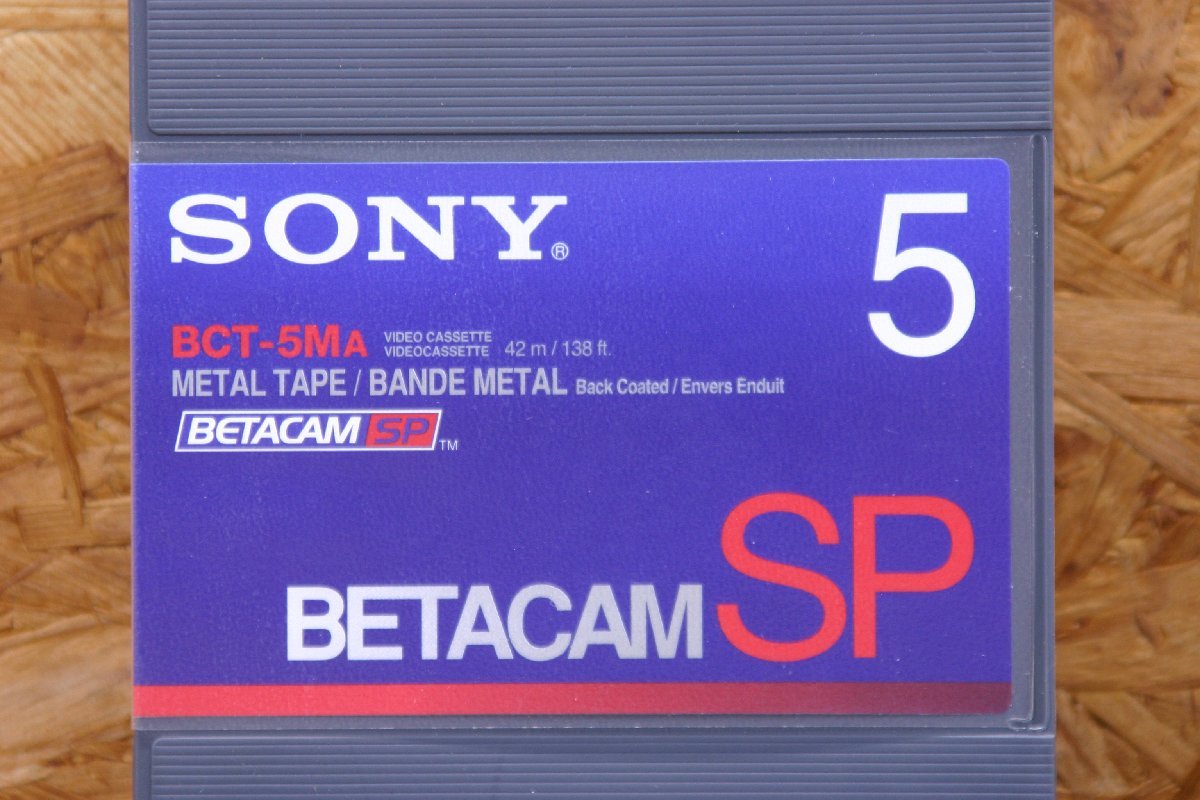 SONY®
5
BCT-5MA VIDEO CASSETTE
VIDEOCASSETTE 42 m / 138 ft.
METAL TAPE / BANDE METAL Back Coated / Envers Enduit
BETACAM SP TM
BETACAM SP